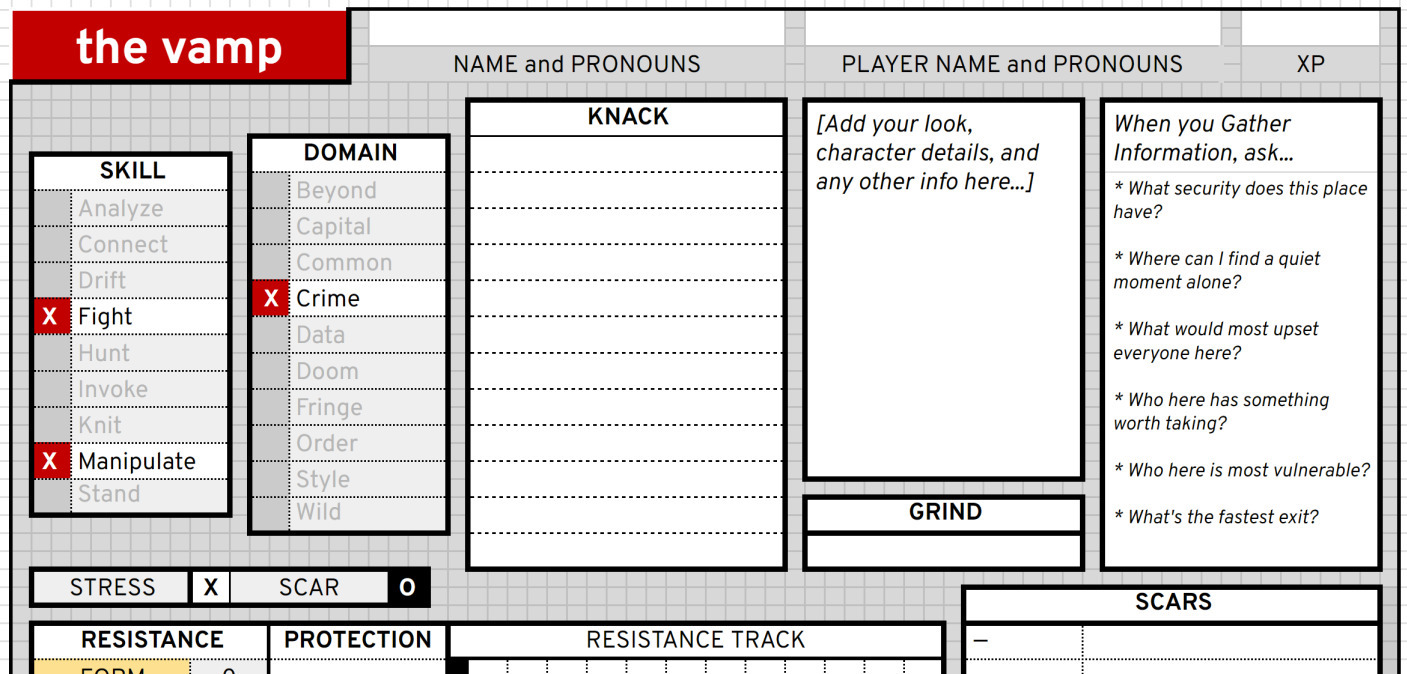 the vamp
NAME and PRONOUNS
PLAYER NAME and PRONOUNS
XP
SKILL
Analyze
Connect
Drift
X Fight
Hunt
Invoke
Knit
X Manipulate
Stand
DOMAIN
Beyond
Capital
Common
X Crime
Data
Doom
Fringe
Order
Style
Wild
KNACK
[Add your look,
character details, and
any other info here...]
GRIND
When you Gather
Information, ask...
* What security does this place
have?
* Where can I find a quiet
moment alone?
* What would most upset
everyone here?
* Who here has something
worth taking?
* Who here is most vulnerable?
* What's the fastest exit?
STRESS X SCAR O
RESISTANCE PROTECTION RESISTANCE TRACK
FORM 0
SCARS
—